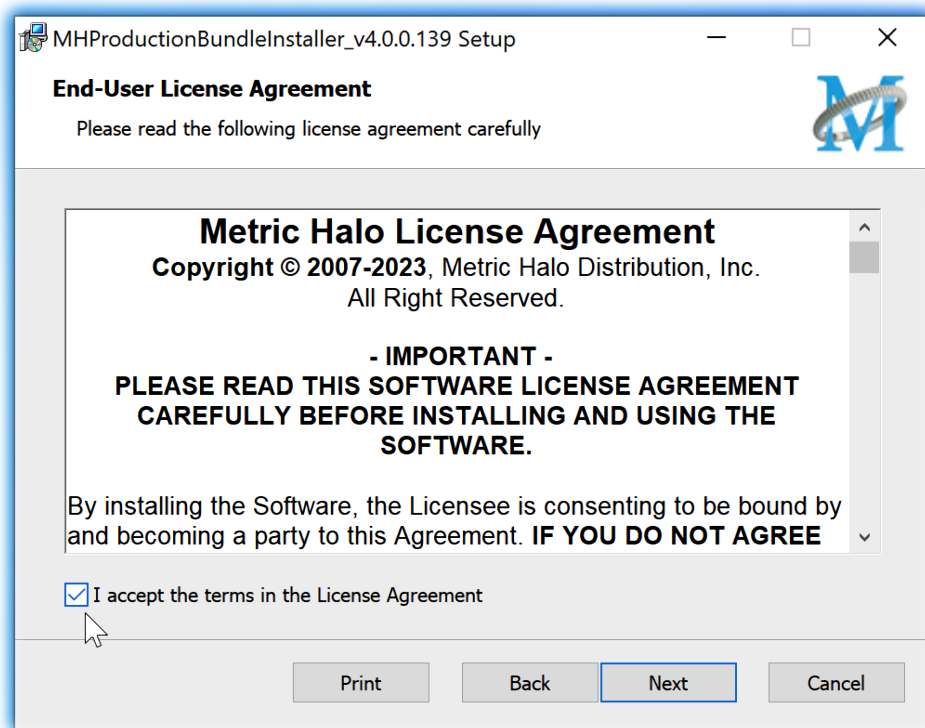 MHProductionBundleInstaller_v4.0.0.139 Setup
End-User License Agreement
Please read the following license agreement carefully
M
Metric Halo License Agreement
Copyright © 2007-2023, Metric Halo Distribution, Inc.
All Right Reserved.
- IMPORTANT -
PLEASE READ THIS SOFTWARE LICENSE AGREEMENT
CAREFULLY BEFORE INSTALLING AND USING THE
SOFTWARE.
By installing the Software, the Licensee is consenting to be bound by
and becoming a party to this Agreement. IF YOU DO NOT AGREE
I accept the terms in the License Agreement
Print Back Next Cancel